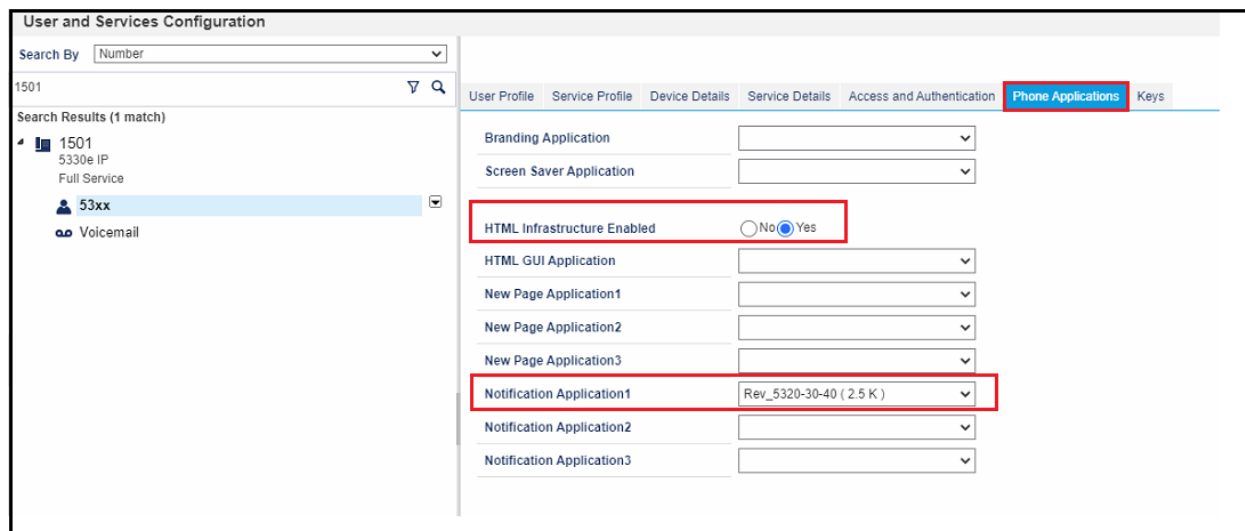 User and Services Configuration
Search By Number
1501
Search Results (1 match)
1501
5330e IP
Full Service
53xx
Voicemail
User Profile Service Profile Device Details Service Details Access and Authentication Phone Applications Keys
Branding Application
Screen Saver Application
HTML Infrastructure Enabled No Yes
HTML GUI Application
New Page Application1
New Page Application2
New Page Application3
Notification Application1 Rev_5320-30-40 ( 2.5 K )
Notification Application2
Notification Application3